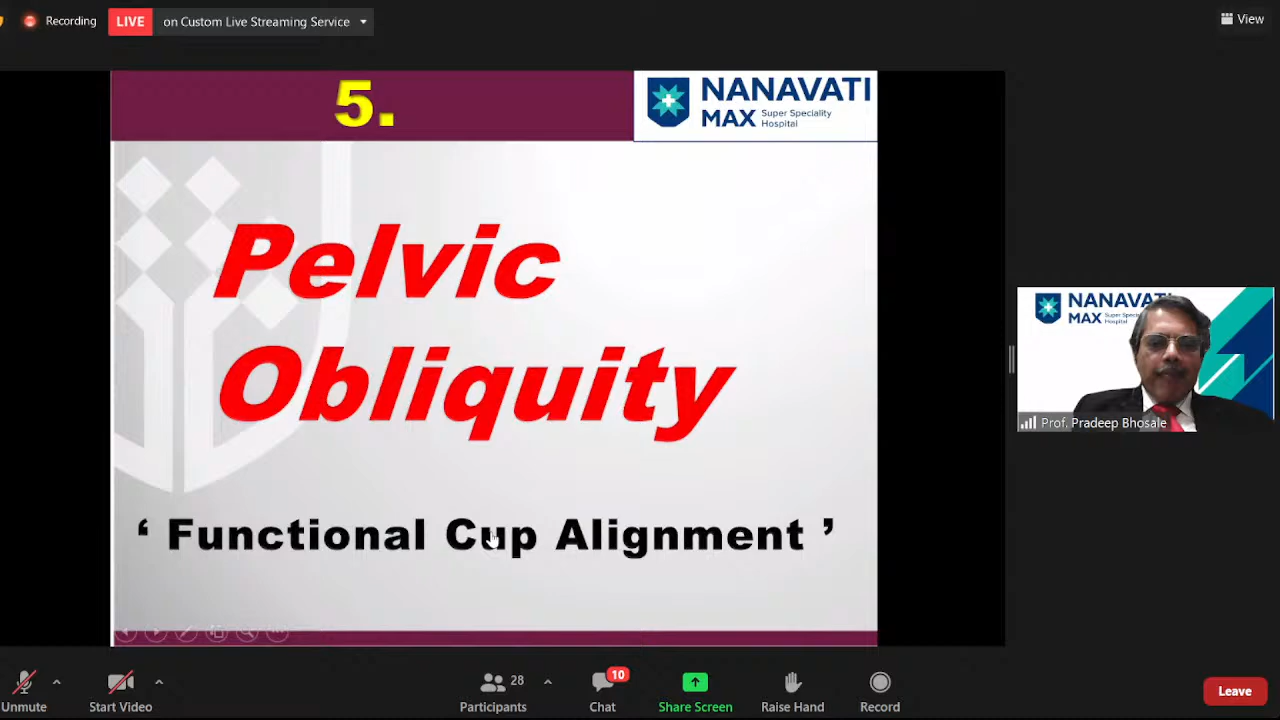 Recording
LIVE
on Custom Live Streaming Service
View
5.
NANAVATI
MAX Super Speciality
Hospital
Pelvic
Obliquity
‘ Functional Cup Alignment ’
NANAVATI
MAX
Prof. Pradeep Bhosale
Unmute
Start Video
28
Participants
10
Chat
Share Screen
Raise Hand
Record
Leave